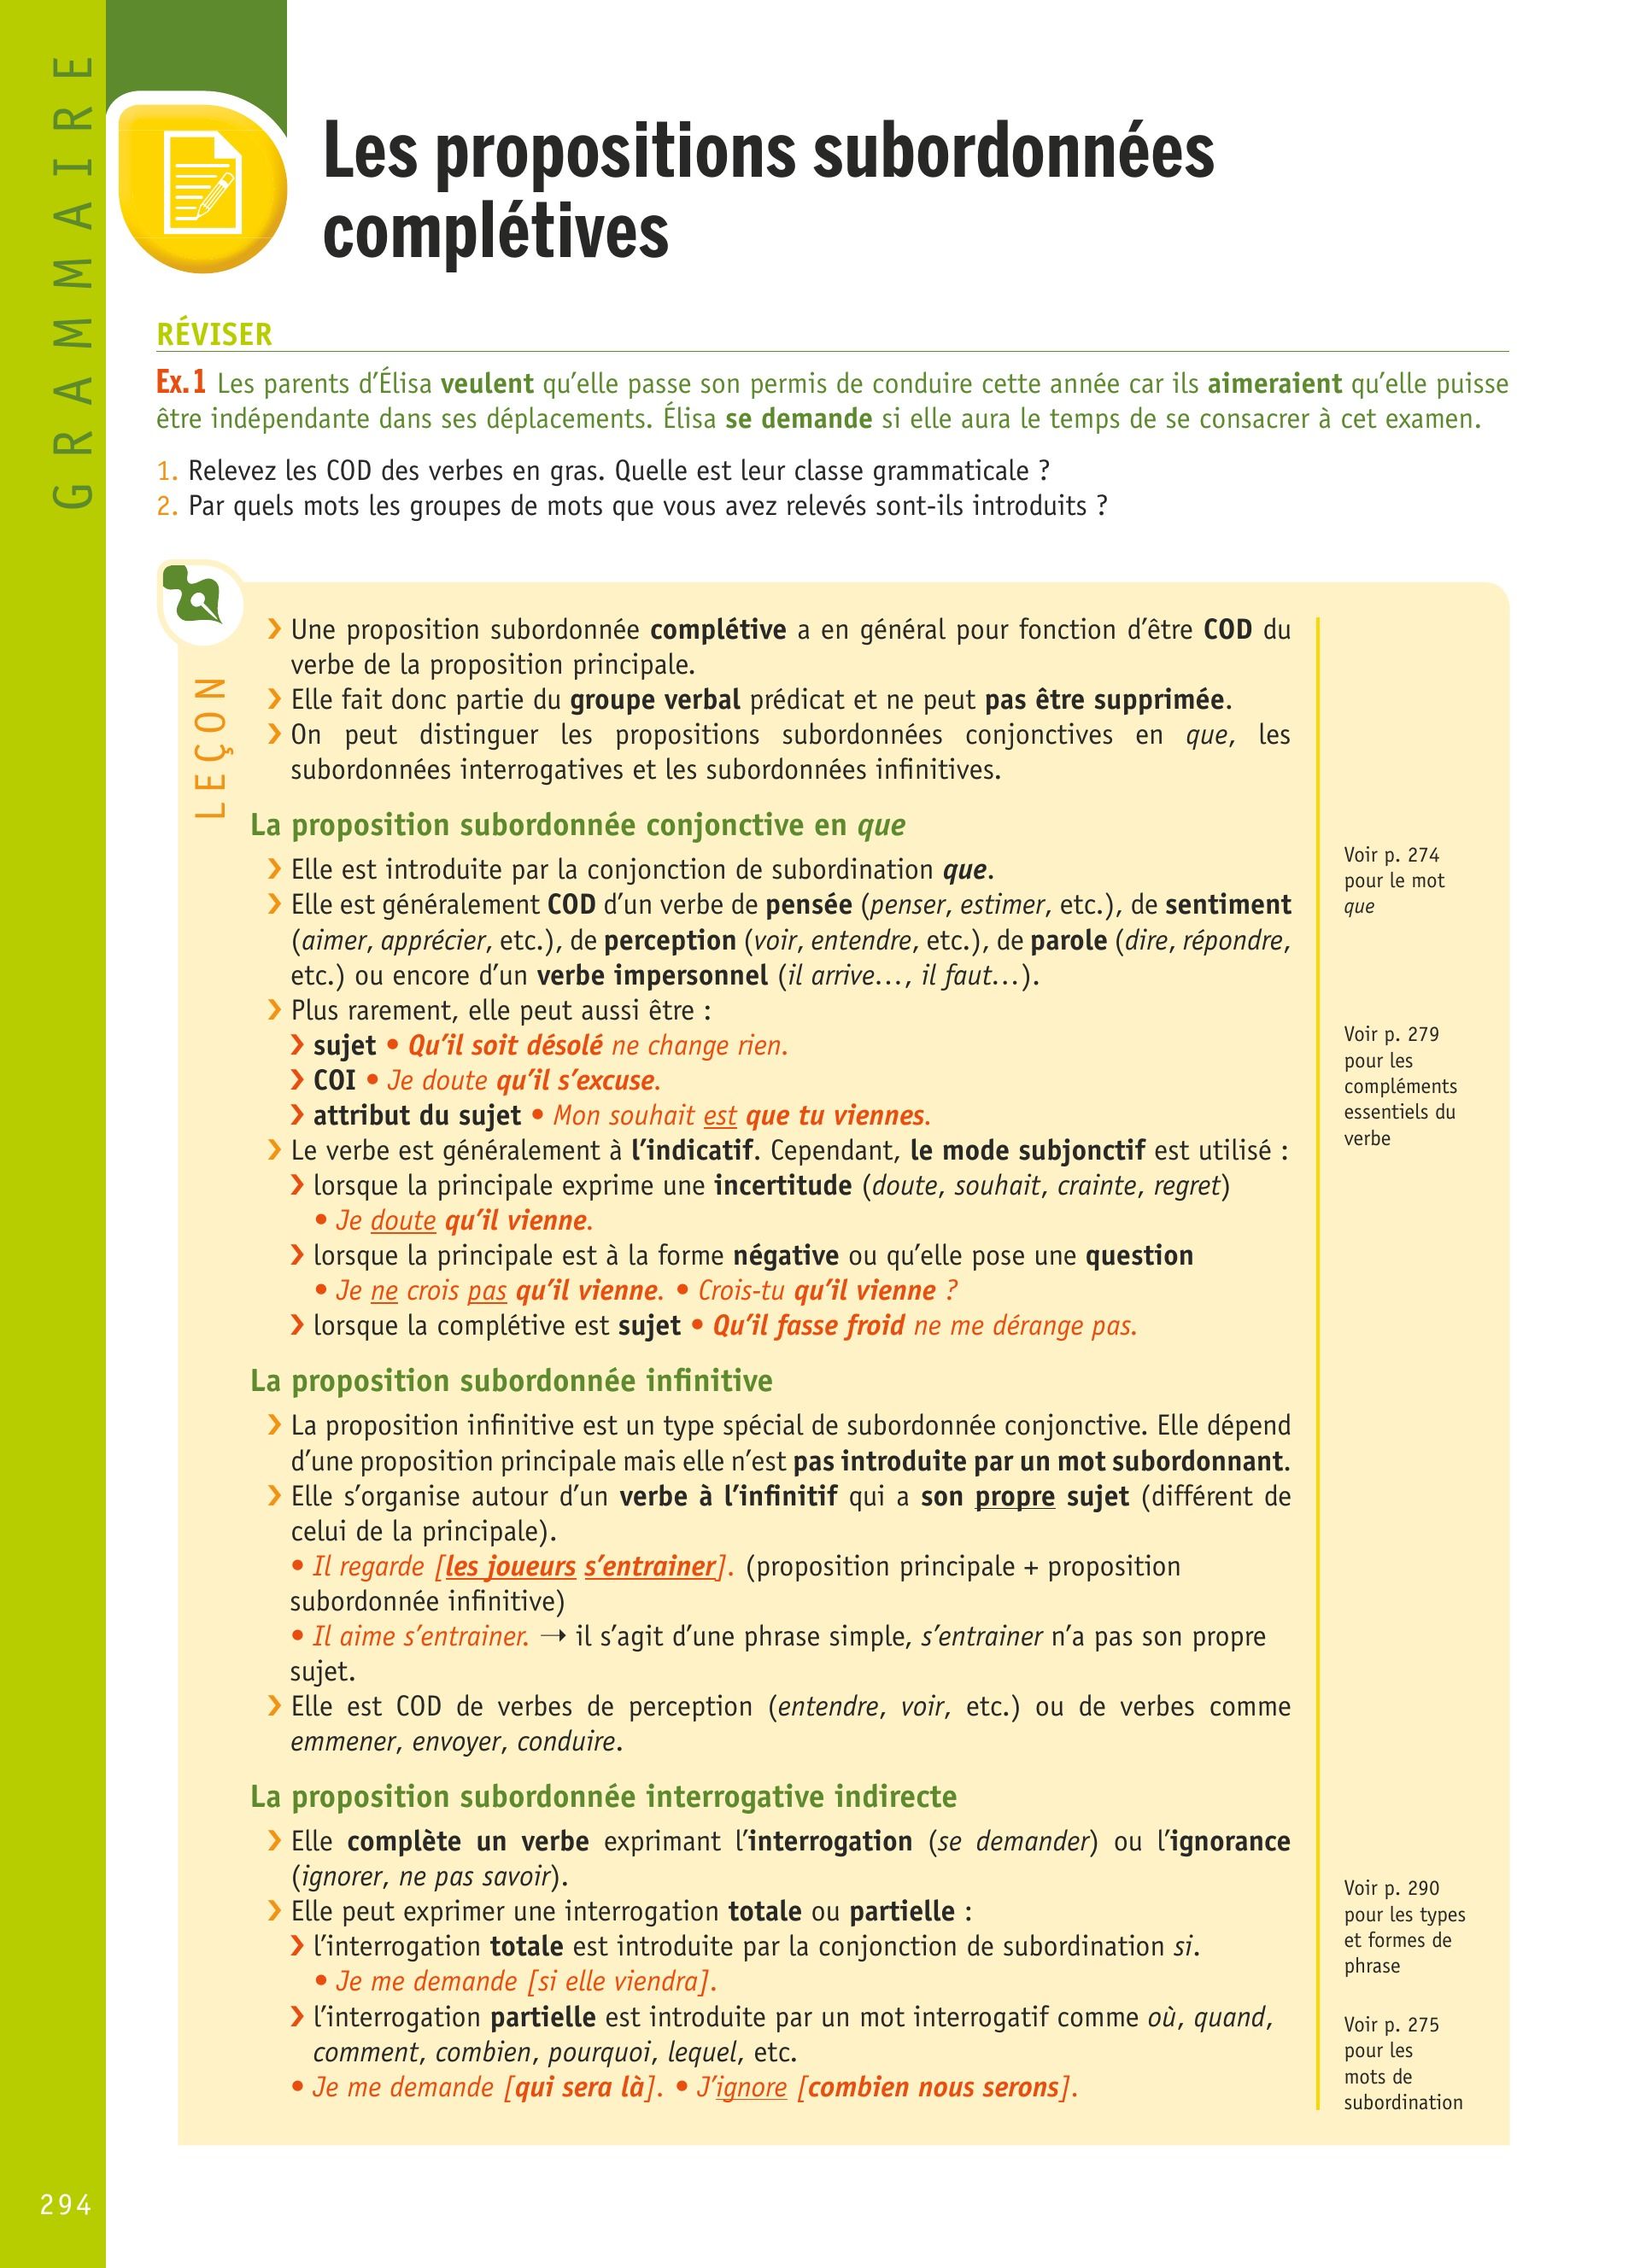 GRAMMAIRE
Les propositions subordonnées
complétives
RÉVISER
Ex.1 Les parents d’Élisa veulent qu’elle passe son permis de conduire cette année car ils aimeraient qu’elle puisse
être indépendante dans ses déplacements. Élisa se demande si elle aura le temps de se consacrer à cet examen.
1. Relevez les COD des verbes en gras. Quelle est leur classe grammaticale ?
2. Par quels mots les groupes de mots que vous avez relevés sont-ils introduits ?
LEÇON
› Une proposition subordonnée complétive a en général pour fonction d’être COD du
verbe de la proposition principale.
› Elle fait donc partie du groupe verbal prédicat et ne peut pas être supprimée.
› On peut distinguer les propositions subordonnées conjonctives en que, les
subordonnées interrogatives et les subordonnées infinitives.
La proposition subordonnée conjonctive en que
› Elle est introduite par la conjonction de subordination que.
› Elle est généralement COD d’un verbe de pensée (penser, estimer, etc.), de sentiment
(aimer, apprécier, etc.), de perception (voir, entendre, etc.), de parole (dire, répondre,
etc.) ou encore d’un verbe impersonnel (il arrive…, il faut…).
› Plus rarement, elle peut aussi être :
› sujet • Qu’il soit désolé ne change rien.
› COI • Je doute qu’il s’excuse.
› attribut du sujet • Mon souhait est que tu viennes.
› Le verbe est généralement à l’indicatif. Cependant, le mode subjonctif est utilisé :
› lorsque la principale exprime une incertitude (doute, souhait, crainte, regret)
• Je doute qu’il vienne.
› lorsque la principale est à la forme négative ou qu’elle pose une question
• Je ne crois pas qu’il vienne. • Crois-tu qu’il vienne ?
› lorsque la complétive est sujet • Qu’il fasse froid ne me dérange pas.
La proposition subordonnée infinitive
› La proposition infinitive est un type spécial de subordonnée conjonctive. Elle dépend
d’une proposition principale mais elle n’est pas introduite par un mot subordonnant.
› Elle s’organise autour d’un verbe à l’infinitif qui a son propre sujet (différent de
celui de la principale).
• Il regarde [les joueurs s’entrainer]. (proposition principale + proposition
subordonnée infinitive)
• Il aime s’entrainer. → il s’agit d’une phrase simple, s’entrainer n’a pas son propre
sujet.
› Elle est COD de verbes de perception (entendre, voir, etc.) ou de verbes comme
emmener, envoyer, conduire.
La proposition subordonnée interrogative indirecte
› Elle complète un verbe exprimant l’interrogation (se demander) ou l’ignorance
(ignorer, ne pas savoir).
› Elle peut exprimer une interrogation totale ou partielle :
› l’interrogation totale est introduite par la conjonction de subordination si.
• Je me demande [si elle viendra].
› l’interrogation partielle est introduite par un mot interrogatif comme où, quand,
comment, combien, pourquoi, lequel, etc.
• Je me demande [qui sera là]. • J’ignore [combien nous serons].
Voir p. 274
pour le mot
que
Voir p. 279
pour les
compléments
essentiels du
verbe
Voir p. 290
pour les types
et formes de
phrase
Voir p. 275
pour les
mots de
subordination
294